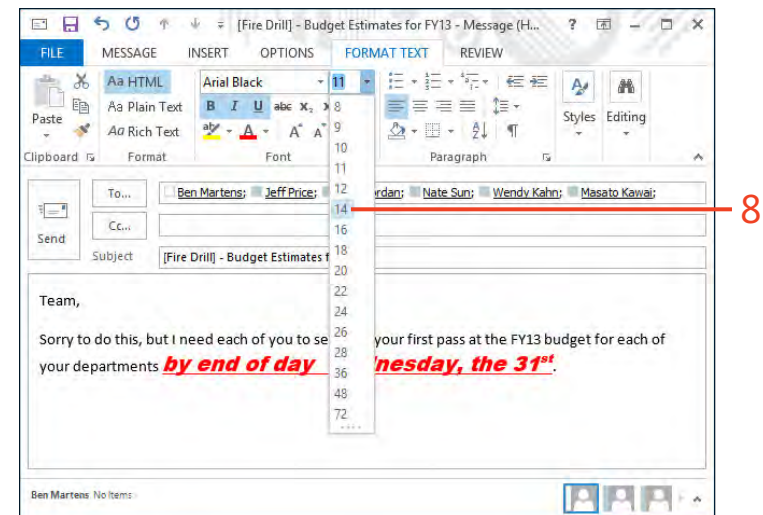 [Fire Drill] - Budget Estimates for FY13 - Message (H... ?
FILE MESSAGE INSERT OPTIONS FORMAT TEXT REVIEW
Paste
Aa HTML
Aa Plain Text
Aa Rich Text
Arial Black 11
B I U abc X₂
A A A
Styles Editing
Clipboard Format Font Paragraph
8
9
10
11
12
14
16
18
20
22
24
26
28
36
48
72
8
Send
To... Ben Martens; Jeff Price; rdan; Nate Sun; Wendy Kahn; Masato Kawai;
Cc...
Subject [Fire Drill] - Budget Estimates f
Team,
Sorry to do this, but I need each of you to se your first pass at the FY13 budget for each of
your departments by end of day nesday, the 31st.
Ben Martens No Items